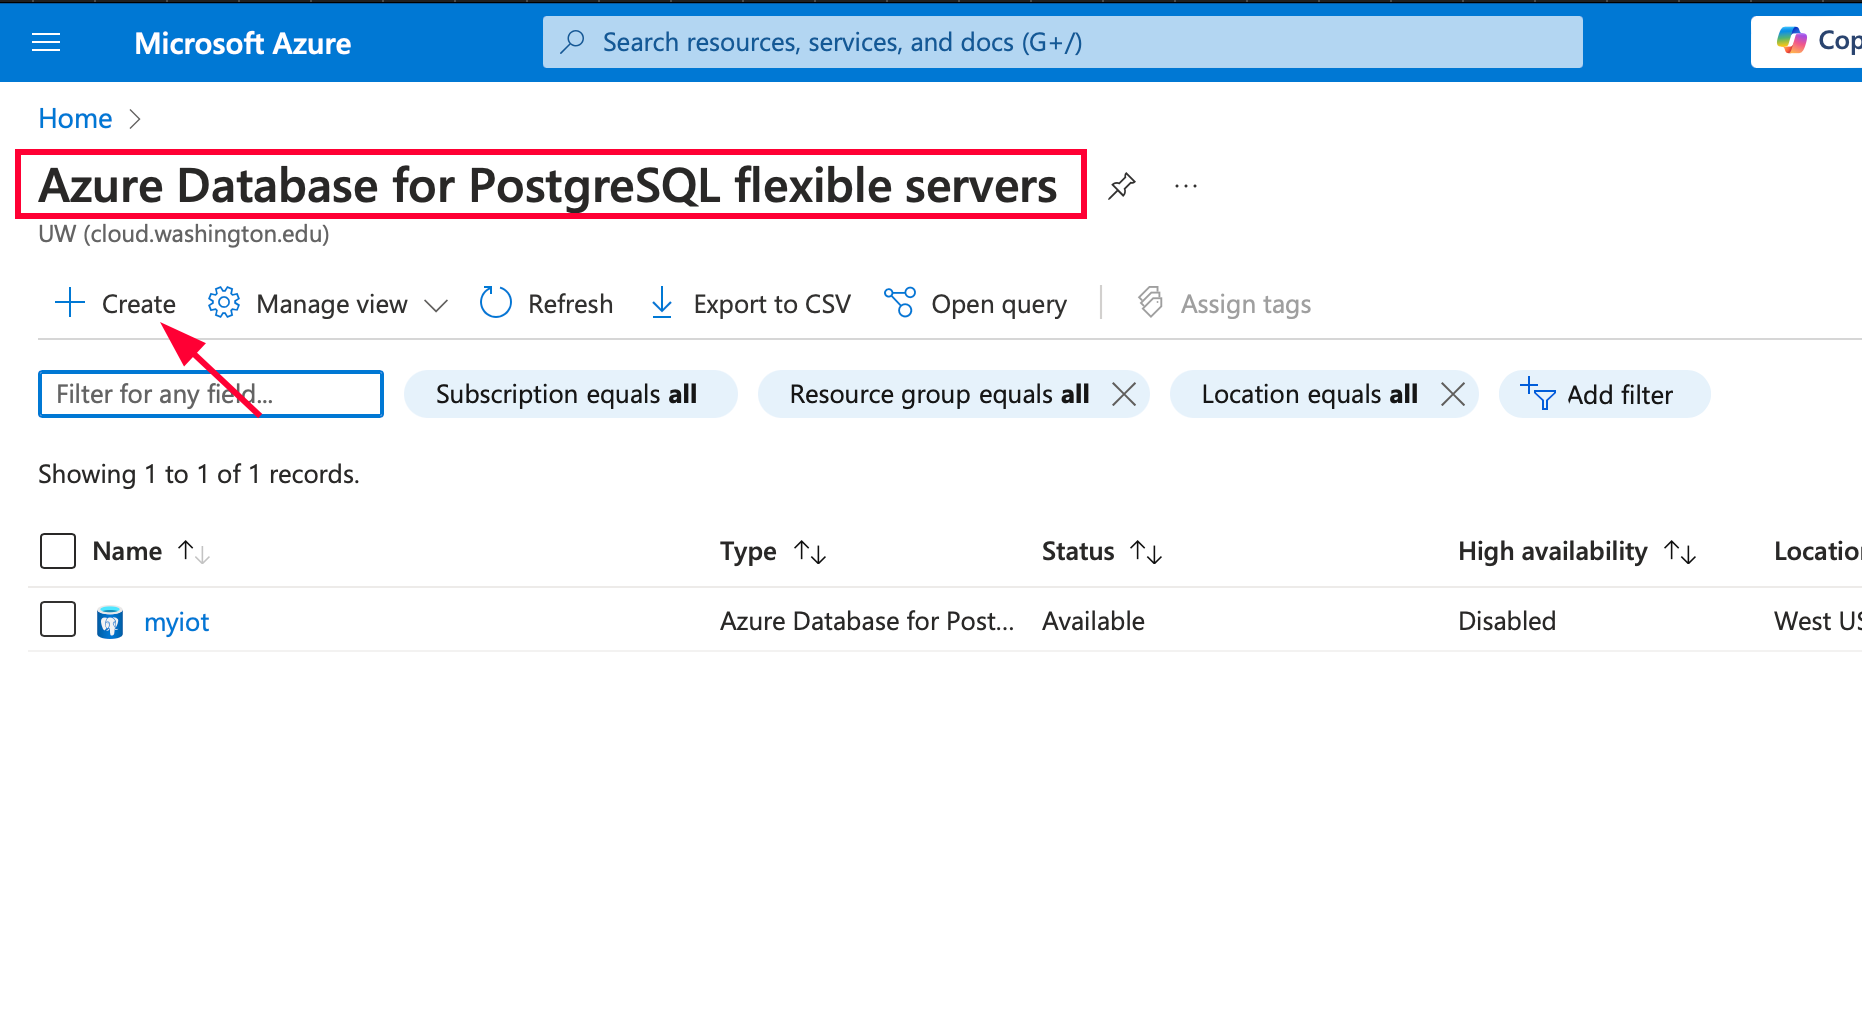 Microsoft Azure
Search resources, services, and docs (G+/)
Cop
Home
Azure Database for PostgreSQL flexible servers
UW (cloud.washington.edu)
Create Manage view Refresh Export to CSV Open query Assign tags
Filter for any field... Subscription equals all Resource group equals all Location equals all Add filter
Showing 1 to 1 of 1 records.
Name Type Status High availability Location
myiot Azure Database for Post... Available Disabled West US